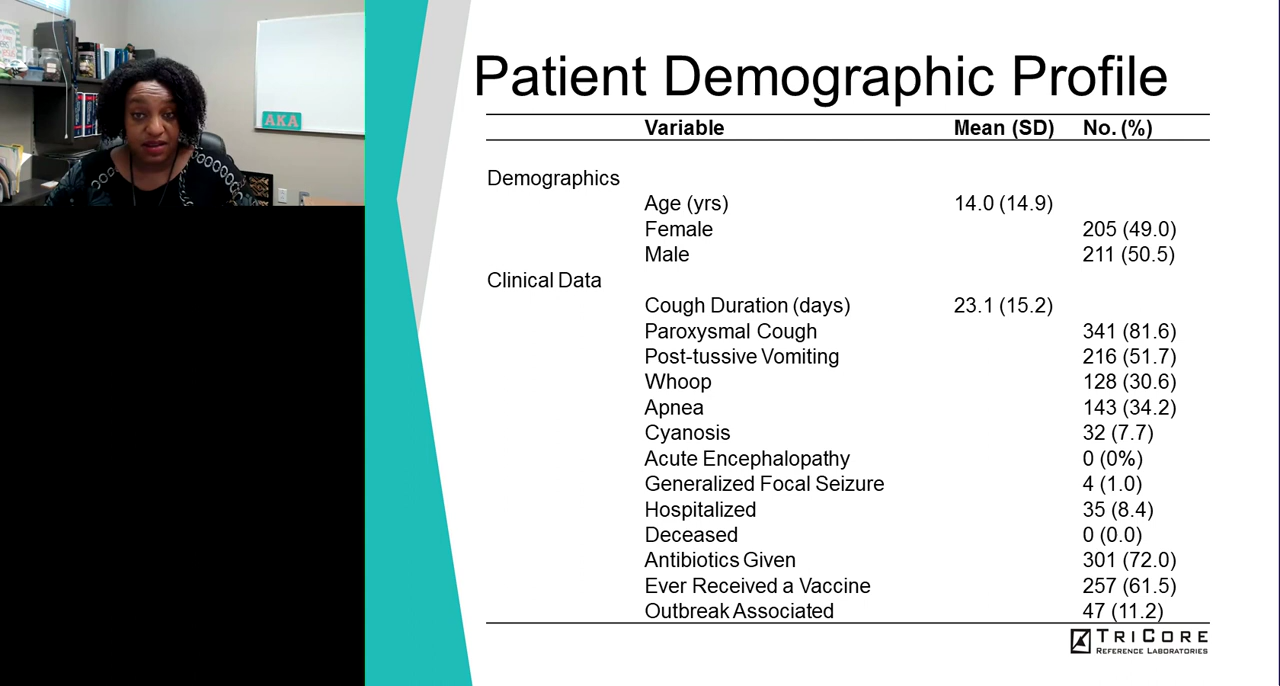 AKA
Patient Demographic Profile
Variable Mean (SD) No. (%)
Demographics
Age (yrs) 14.0 (14.9)
Female 205 (49.0)
Male 211 (50.5)
Clinical Data
Cough Duration (days) 23.1 (15.2)
Paroxysmal Cough 341 (81.6)
Post-tussive Vomiting 216 (51.7)
Whoop 128 (30.6)
Apnea 143 (34.2)
Cyanosis 32 (7.7)
Acute Encephalopathy 0 (0%)
Generalized Focal Seizure 4 (1.0)
Hospitalized 35 (8.4)
Deceased 0 (0.0)
Antibiotics Given 301 (72.0)
Ever Received a Vaccine 257 (61.5)
Outbreak Associated 47 (11.2)
TRICORE
REFERENCE LABORATORIES